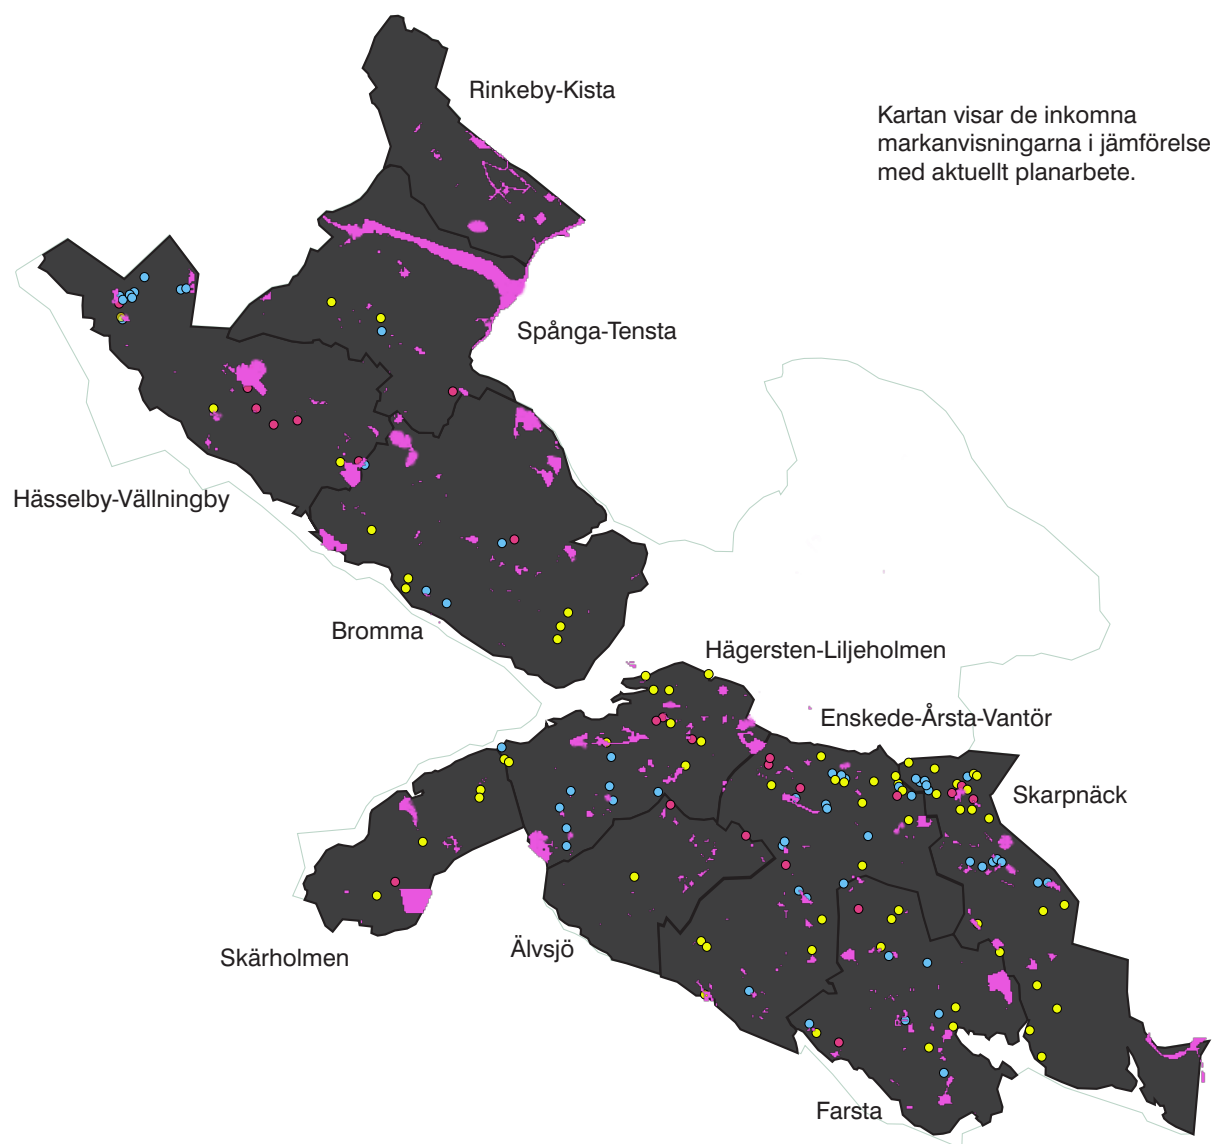 Rinkeby-Kista
Kartan visar de inkomna
markanvisningarna i jämförelse
med aktuellt planarbete.
Spånga-Tensta
Hässelby-Vällningby
Bromma
Hägersten-Liljeholmen
Enskede-Årsta-Vantör
Skarpnäck
Skärholmen
Älvsjö
Farsta